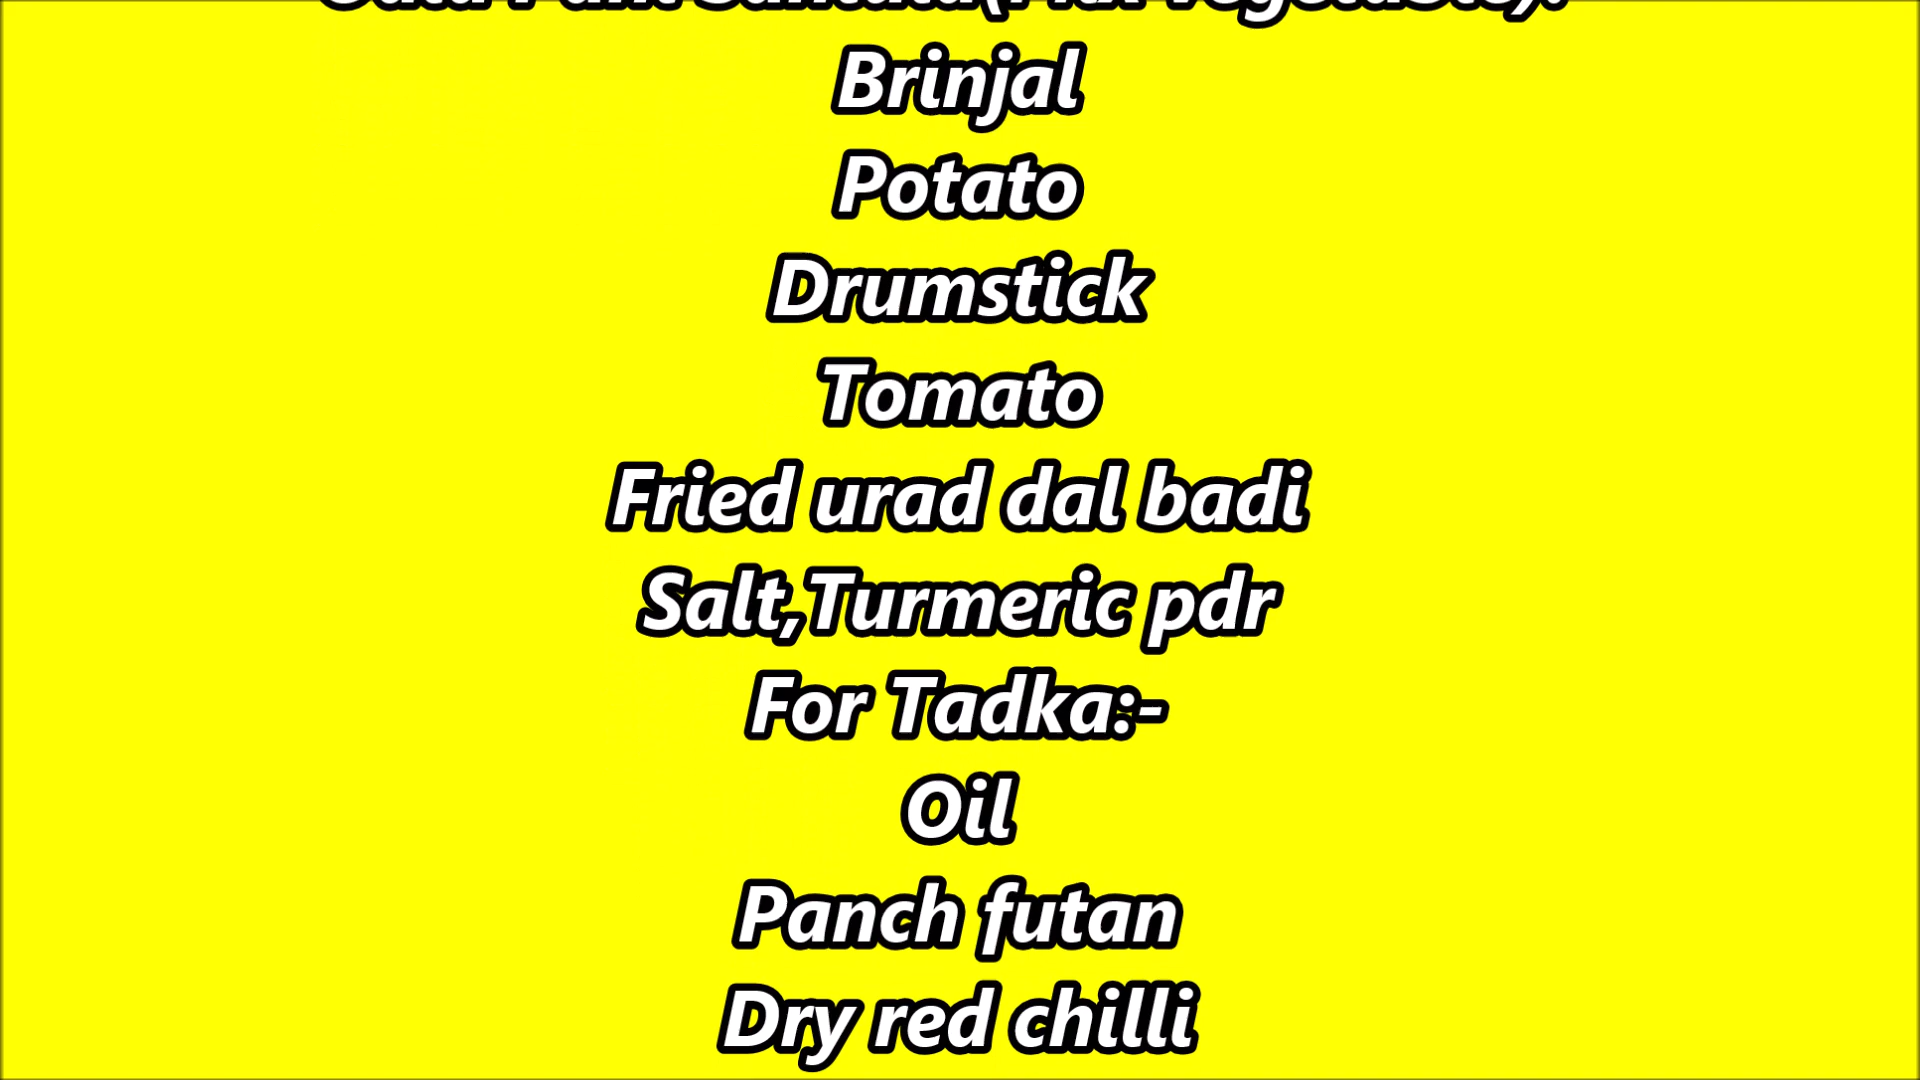 Brinjal
Potato
Drumstick
Tomato
Fried urad dal badi
Salt,Turmeric pdr
For Tadka:-
Oil
Panch futan
Dry red chilli